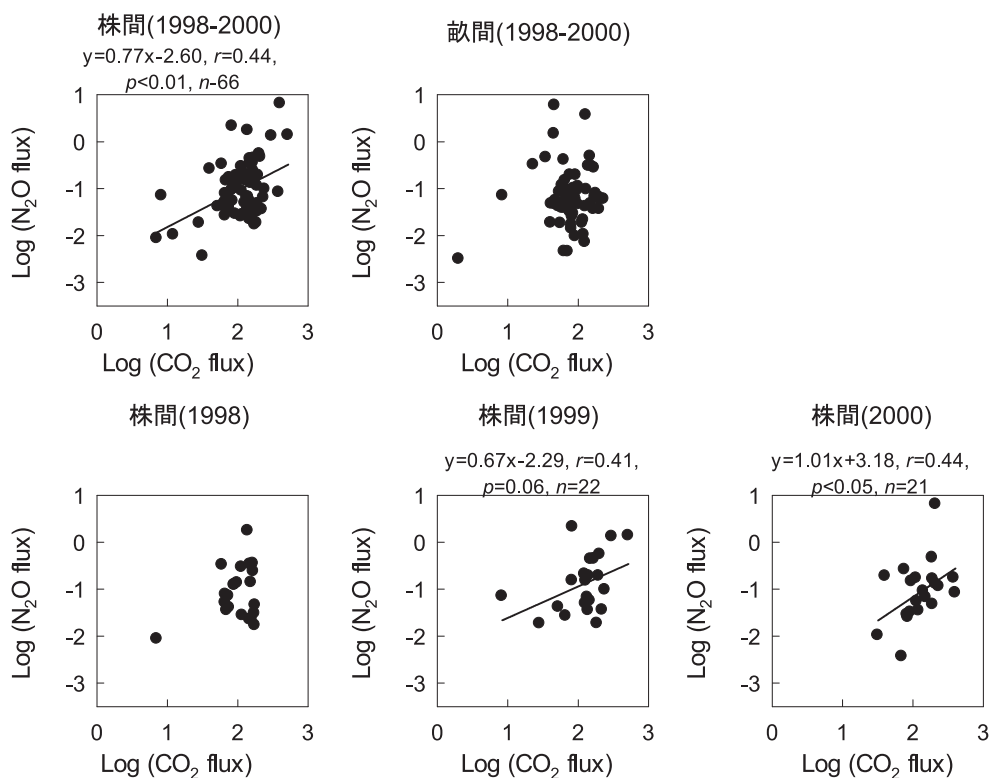 株間(1998-2000)
y=0.77x-2.60, r=0.44,
p<0.01, n-66
1
0
-1
-2
-3
Log (N2O flux)
0 1 2 3
Log (CO2 flux)
畝間(1998-2000)
1
0
-1
-2
-3
Log (N2O flux)
0 1 2 3
Log (CO2 flux)
株間(1998)
1
0
-1
-2
-3
Log (N2O flux)
0 1 2 3
Log (CO2 flux)
株間(1999)
y=0.67x-2.29, r=0.41,
p=0.06, n=22
1
0
-1
-2
-3
Log (N2O flux)
0 1 2 3
Log (CO2 flux)
株間(2000)
y=1.01x+3.18, r=0.44,
p<0.05, n=21
1
0
-1
-2
-3
Log (N2O flux)
0 1 2 3
Log (CO2 flux)